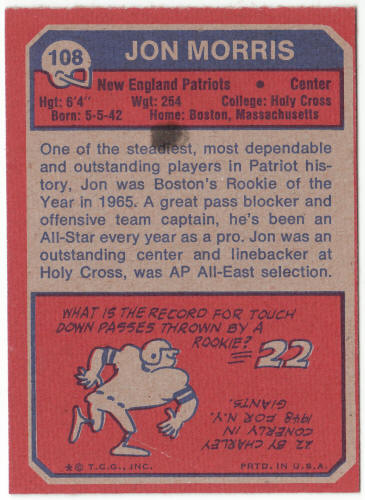 108 JON MORRIS
New England Patriots • Center
Hgt: 6'4" Wgt: 254 College: Holy Cross
Born: 5-5-42 Home: Boston, Massachusetts
One of the steadiest, most dependable
and outstanding players in Patriot his-
tory, Jon was Boston's Rookie of the
Year in 1965. A great pass blocker and
offensive team captain, he's been an
All-Star every year as a pro. Jon was an
outstanding center and linebacker at
Holy Cross, was AP All-East selection.
WHAT IS THE RECORD FOR TOUCH
DOWN PASSES THROWN BY A
ROOKIE?
22
22 BY CHARLEY
CONERLY IN
1948 FOR N.Y.
GIANTS.
* © T.C.G., INC. PRTD. IN U.S.A.